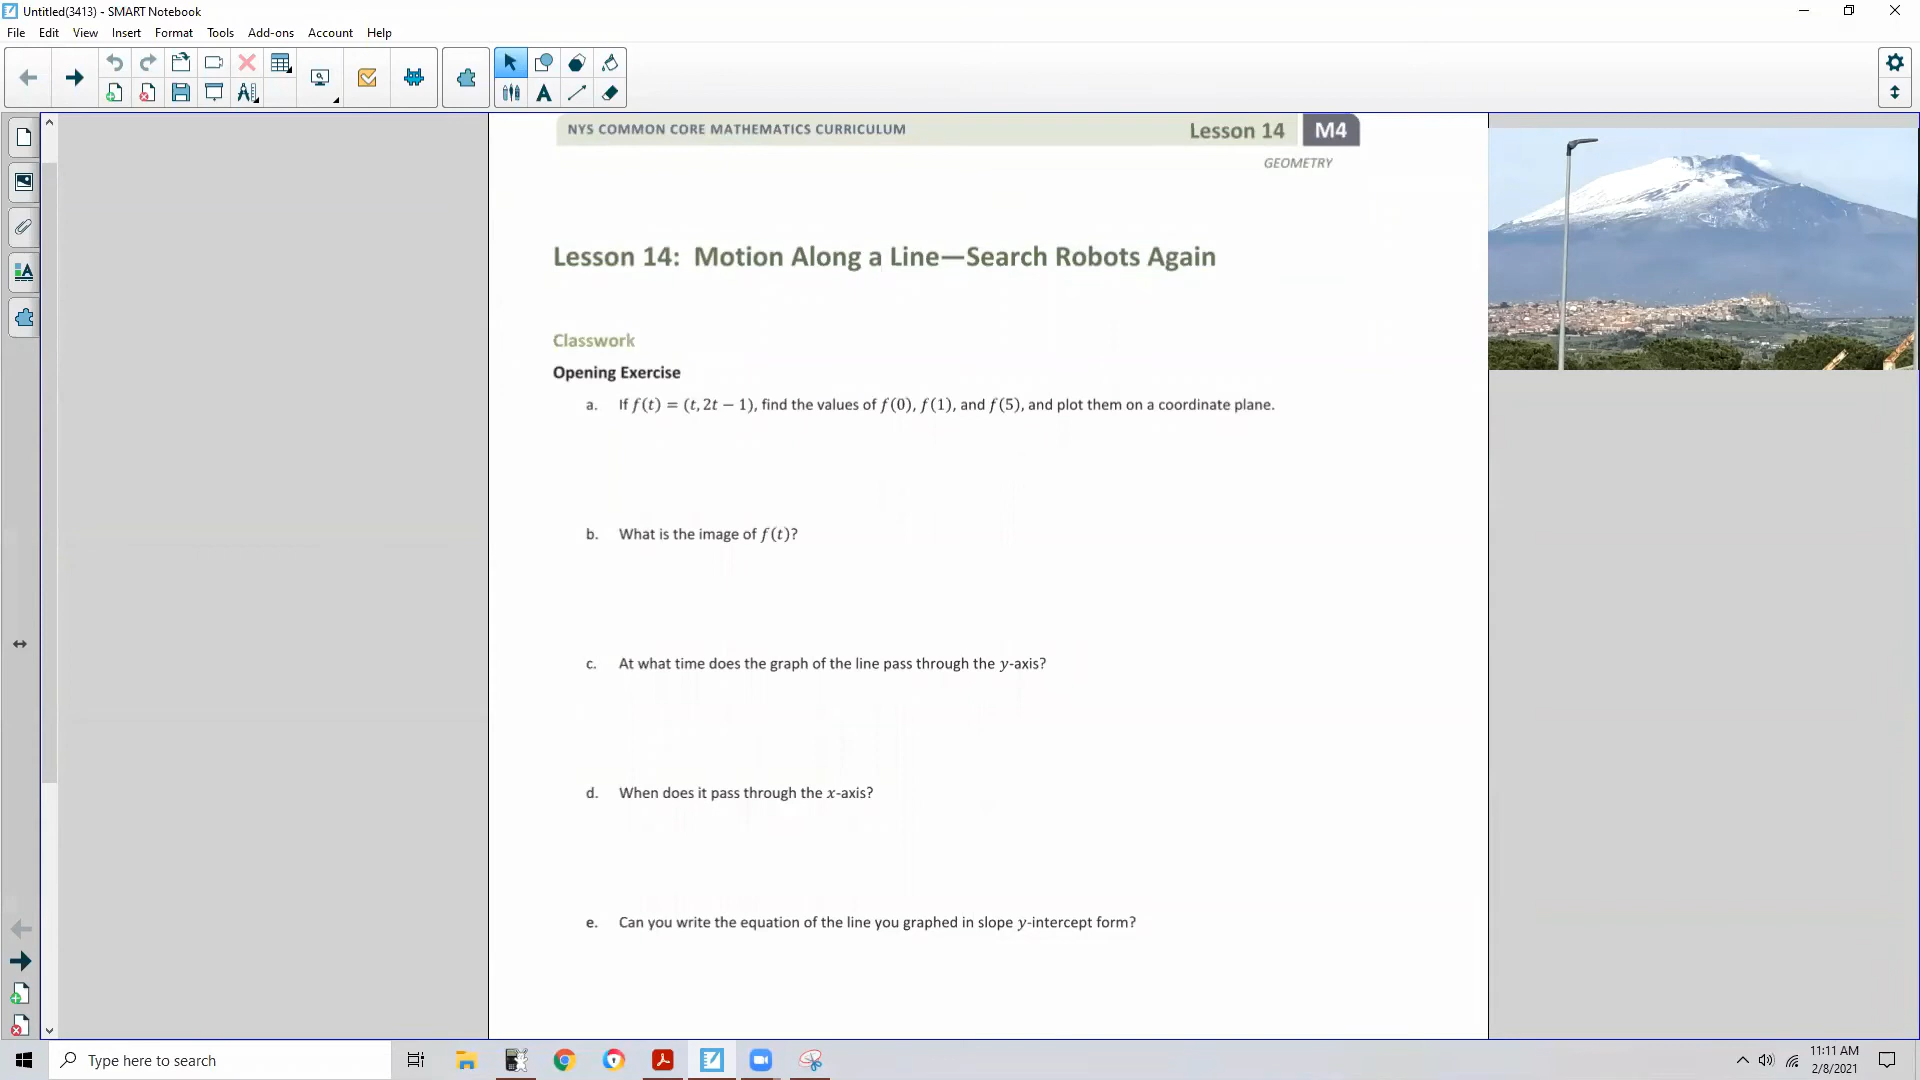 Untitled(3413) - SMART Notebook
File Edit View Insert Format Tools Add-ons Account Help
NYS COMMON CORE MATHEMATICS CURRICULUM Lesson 14 M4
GEOMETRY
Lesson 14: Motion Along a Line—Search Robots Again
Classwork
Opening Exercise
a. If f(t) = (t, 2t − 1), find the values of f(0), f(1), and f(5), and plot them on a coordinate plane.
b. What is the image of f(t)?
c. At what time does the graph of the line pass through the y-axis?
d. When does it pass through the x-axis?
e. Can you write the equation of the line you graphed in slope y-intercept form?
Type here to search
11:11 AM
2/8/2021